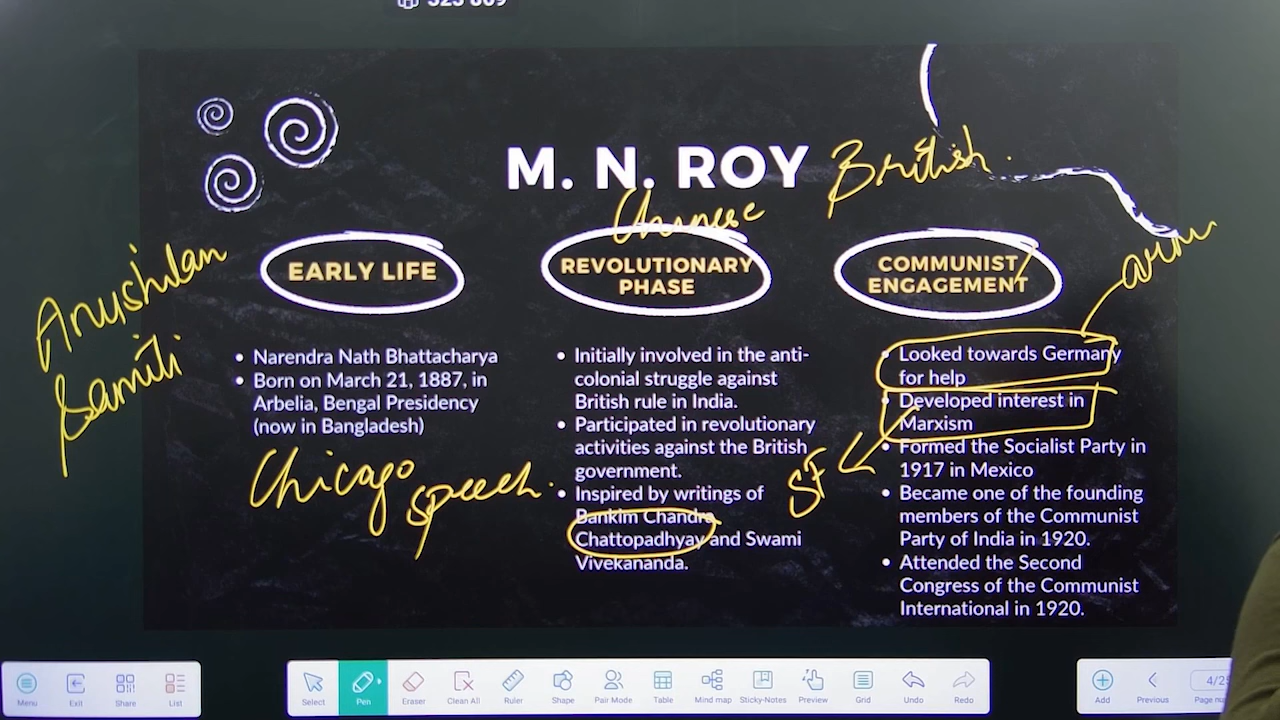 M. N. ROY
British.
Chinese
Anushilan
Samiti
EARLY LIFE
• Narendra Nath Bhattacharya
• Born on March 21, 1887, in
Arbelia, Bengal Presidency
(now in Bangladesh)
Chicago
speech.
REVOLUTIONARY
PHASE
• Initially involved in the anti-
colonial struggle against
British rule in India.
• Participated in revolutionary
activities against the British
government.
• Inspired by writings of
Bankim Chandra
Chattopadhyay and Swami
Vivekananda.
COMMUNIST
ENGAGEMENT
• Looked towards Germany
for help
• Developed interest in
Marxism
• Formed the Socialist Party in
1917 in Mexico
• Became one of the founding
members of the Communist
Party of India in 1920.
• Attended the Second
Congress of the Communist
International in 1920.
SF
Menu
Exit
Share
List
Select
Pen
Eraser
Clean All
Ruler
Shape
Pair Mode
Table
Mind map
Sticky-Notes
Preview
Grid
Undo
Redo
Add
Previous